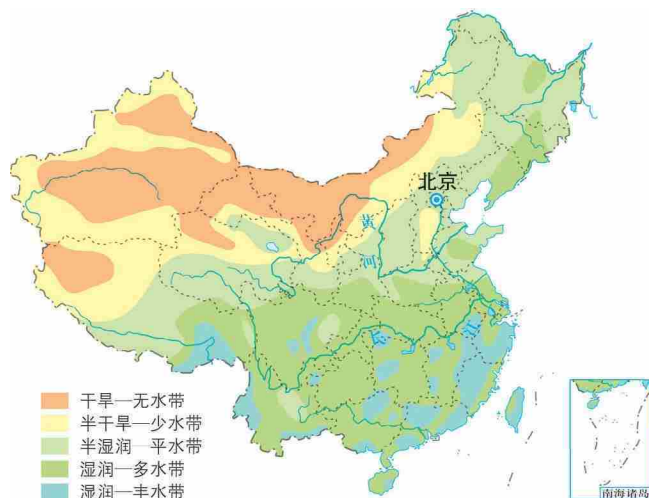 北京
黄
河
长
江
干旱—无水带
半干旱—少水带
半湿润—平水带
湿润—多水带
湿润—丰水带
南海诸岛